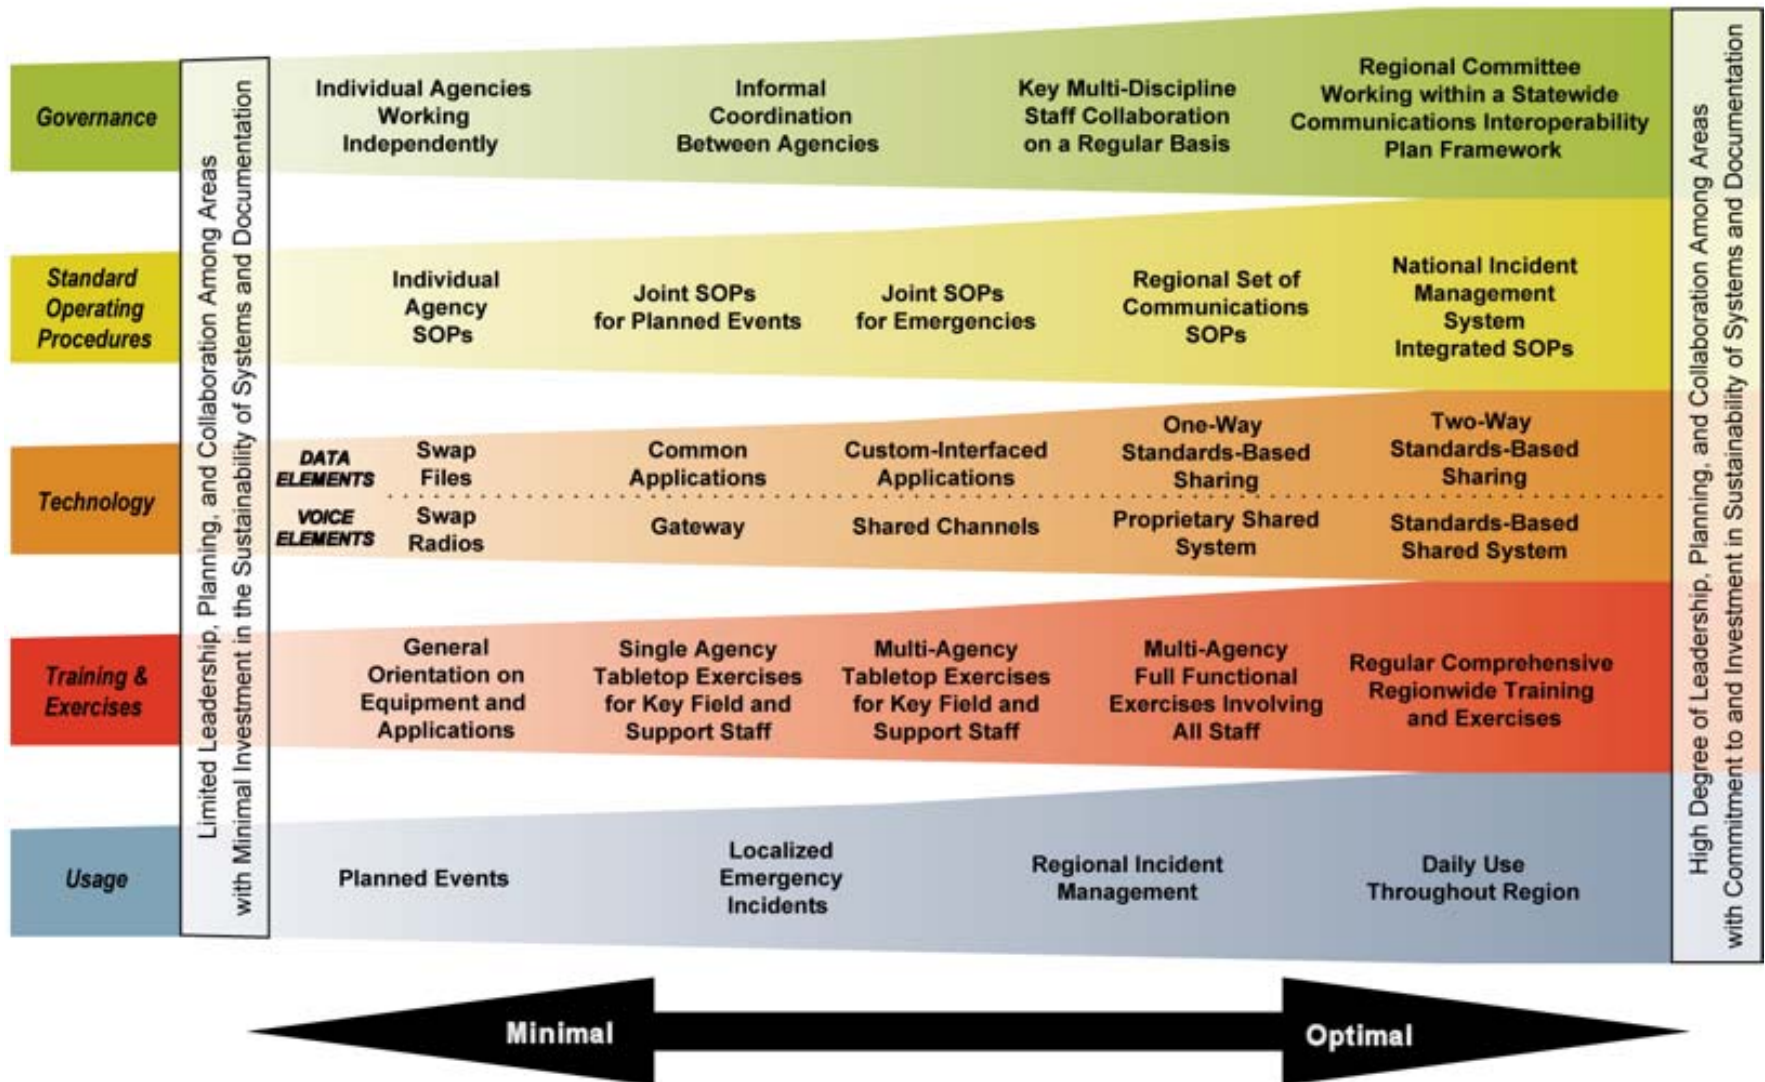 Governance
Individual Agencies
Working
Independently
Informal
Coordination
Between Agencies
Key Multi-Discipline
Staff Collaboration
on a Regular Basis
Regional Committee
Working within a Statewide
Communications Interoperability
Plan Framework
Standard
Operating
Procedures
Individual
Agency
SOPs
Joint SOPs
for Planned Events
Joint SOPs
for Emergencies
Regional Set of
Communications
SOPs
National Incident
Management
System
Integrated SOPs
Technology
DATA
ELEMENTS
Swap
Files
Common
Applications
Custom-Interfaced
Applications
One-Way
Standards-Based
Sharing
Two-Way
Standards-Based
Sharing
VOICE
ELEMENTS
Swap
Radios
Gateway
Shared Channels
Proprietary Shared
System
Standards-Based
Shared System
Training &
Exercises
General
Orientation on
Equipment and
Applications
Single Agency
Tabletop Exercises
for Key Field and
Support Staff
Multi-Agency
Tabletop Exercises
for Key Field and
Support Staff
Multi-Agency
Full Functional
Exercises Involving
All Staff
Regular Comprehensive
Regionwide Training
and Exercises
Usage
Planned Events
Localized
Emergency
Incidents
Regional Incident
Management
Daily Use
Throughout Region
Limited Leadership, Planning, and Collaboration Among Areas
with Minimal Investment in the Sustainability of Systems and Documentation
High Degree of Leadership, Planning, and Collaboration Among Areas
with Commitment to and Investment in Sustainability of Systems and Documentation
Minimal
Optimal